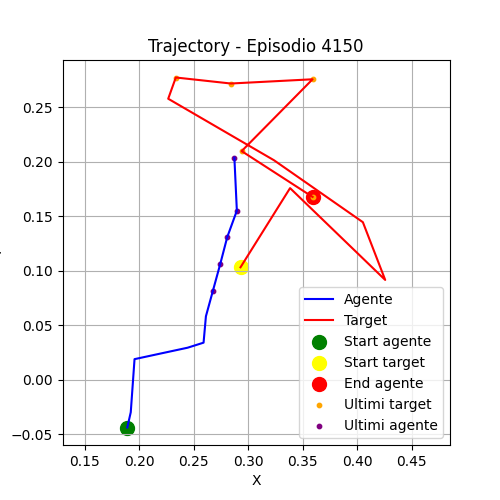 Trajectory - Episodio 4150
0.25
0.20
0.15
0.10
0.05
0.00
−0.05
0.15
0.20
0.25
0.30
0.35
0.40
0.45
X
Agente
Target
Start agente
Start target
End agente
Ultimi target
Ultimi agente